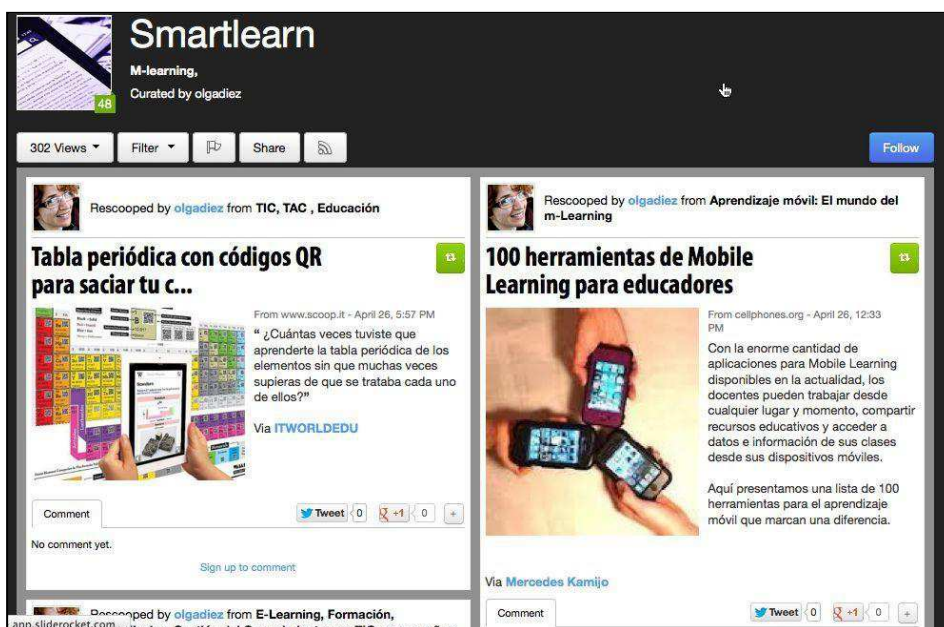 Smartlearn
M-learning,
Curated by olgadiez
48
302 Views
Filter
Share
Follow
Rescooped by olgadiez from TIC, TAC , Educación
Tabla periódica con códigos QR
para saciar tu c...
From www.scoop.it - April 26, 5:57 PM
“ ¿Cuántas veces tuviste que
aprenderte la tabla periódica de los
elementos sin que muchas veces
supieras de que se trataba cada uno
de ellos?”
Via ITWORLDEDU
Comment
Tweet 0
+1 0 +
No comment yet.
Sign up to comment
Rescooped by olgadiez from E-Learning, Formación,
app.sliderocket.com
Rescooped by olgadiez from Aprendizaje móvil: El mundo del
m-Learning
100 herramientas de Mobile
Learning para educadores
From cellphones.org - April 26, 12:33
PM
Con la enorme cantidad de
aplicaciones para Mobile Learning
disponibles en la actualidad, los
docentes pueden trabajar desde
cualquier lugar y momento, compartir
recursos educativos y acceder a
datos e información de sus clases
desde sus dispositivos móviles.
Aquí presentamos una lista de 100
herramientas para el aprendizaje
móvil que marcan una diferencia.
Via Mercedes Kamijo
Comment
Tweet 0
+1 0 +